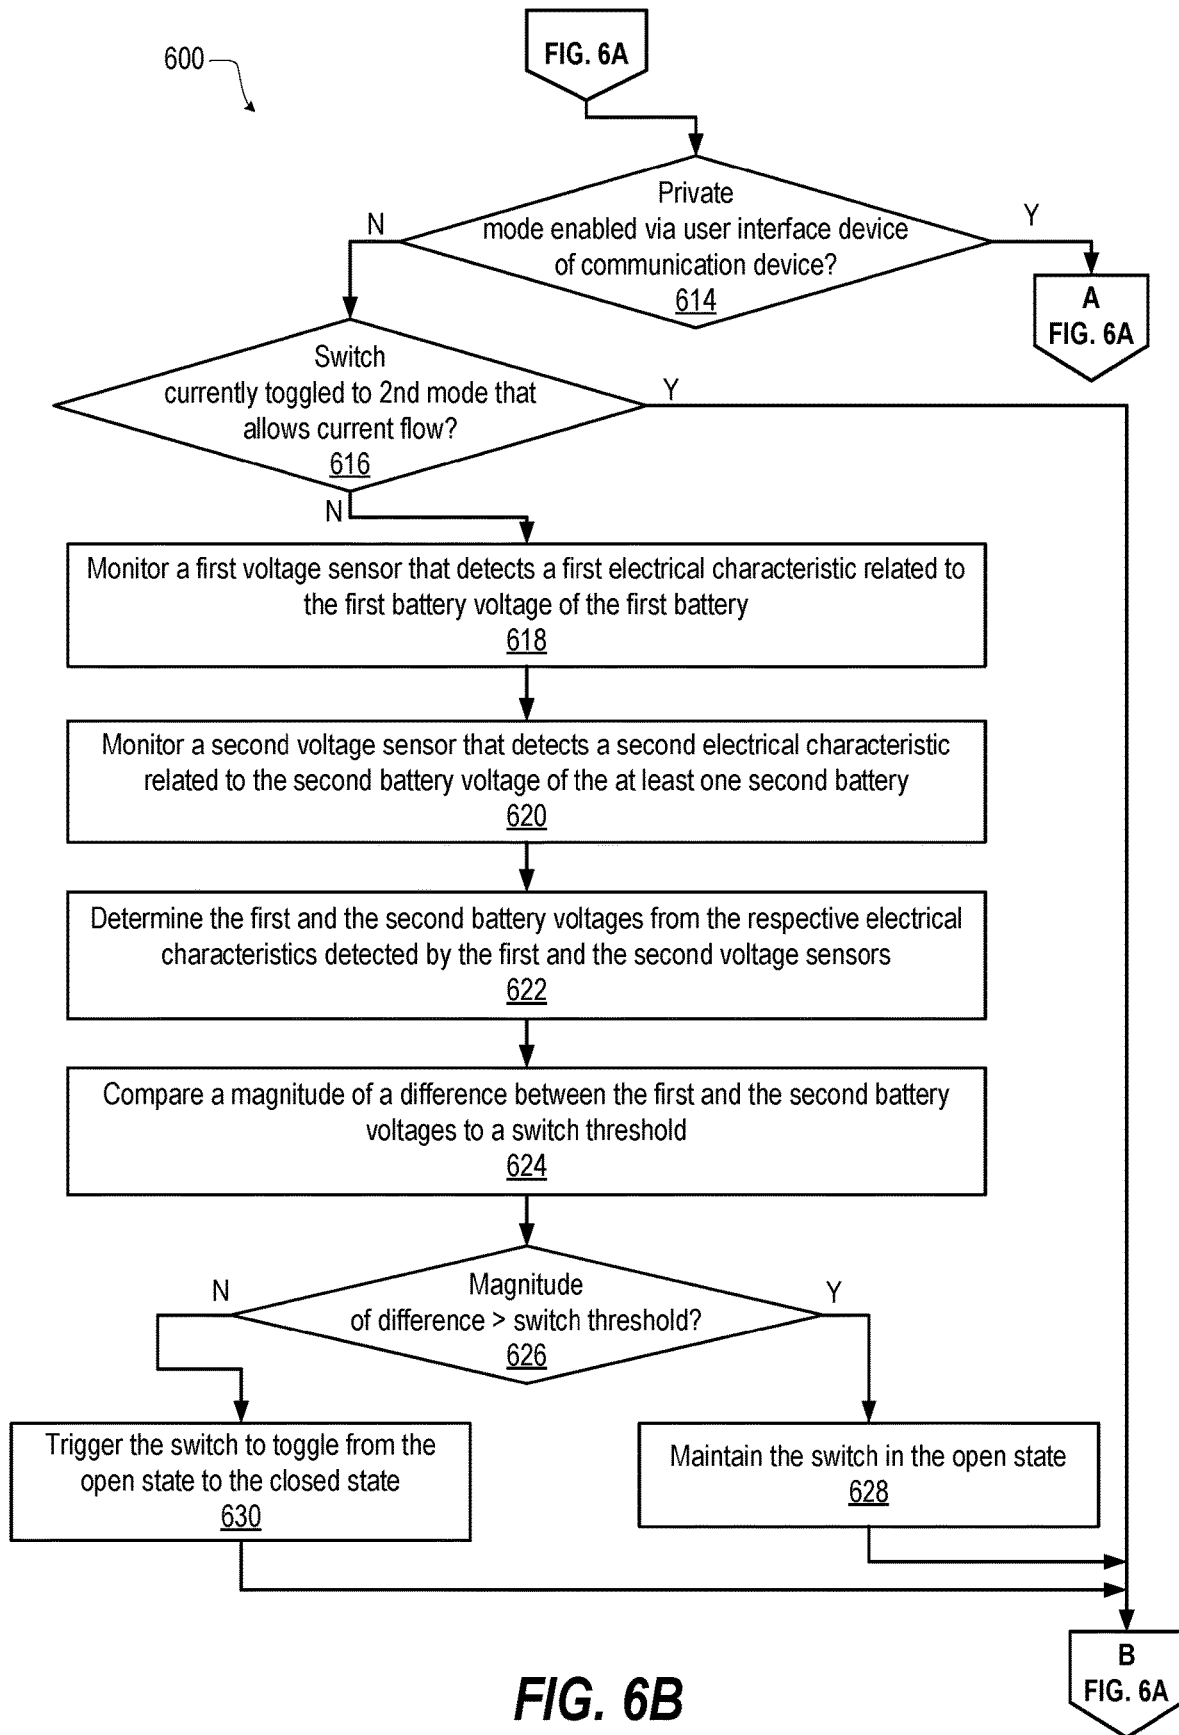 FIG. 6A
600
Private
mode enabled via user interface device
of communication device?
614
N
Y
A
FIG. 6A
Switch
currently toggled to 2nd mode that
allows current flow?
616
Y
N
Monitor a first voltage sensor that detects a first electrical characteristic related to
the first battery voltage of the first battery
618
Monitor a second voltage sensor that detects a second electrical characteristic
related to the second battery voltage of the at least one second battery
620
Determine the first and the second battery voltages from the respective electrical
characteristics detected by the first and the second voltage sensors
622
Compare a magnitude of a difference between the first and the second battery
voltages to a switch threshold
624
Magnitude
of difference > switch threshold?
626
N
Y
Trigger the switch to toggle from the
open state to the closed state
630
Maintain the switch in the open state
628
B
FIG. 6A
FIG. 6B